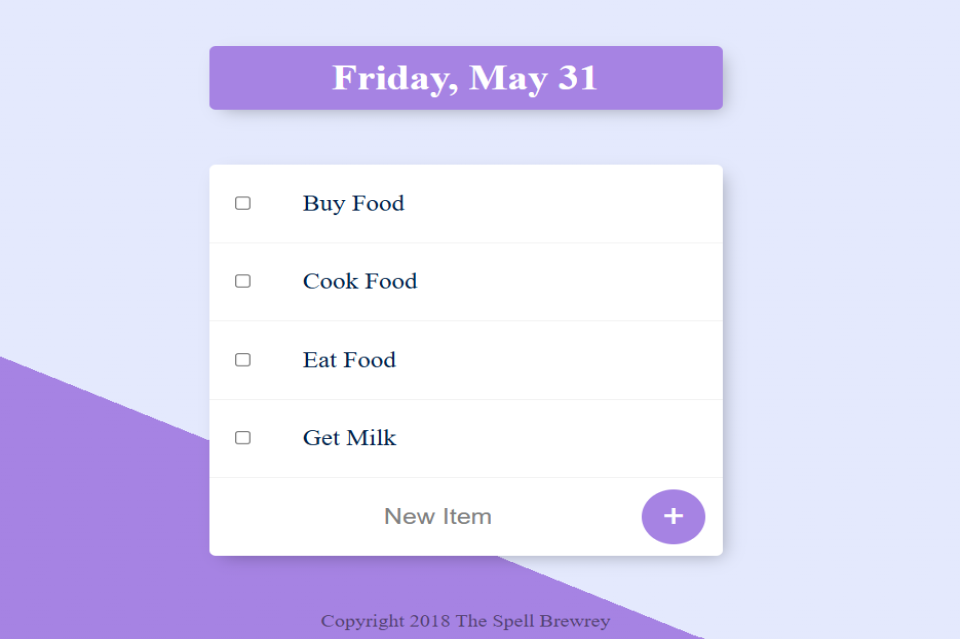 Friday, May 31
Buy Food
Cook Food
Eat Food
Get Milk
New Item
+
Copyright 2018 The Spell Brewrey